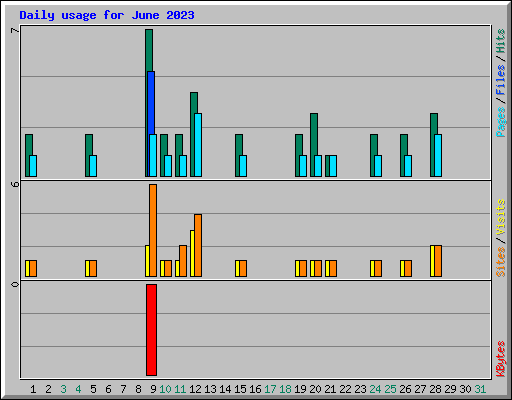 Daily usage for June 2023
7
6
0
Pages / Files / Hits
Sites / Visits
KBytes
1 2 3 4 5 6 7 8 9 10 11 12 13 14 15 16 17 18 19 20 21 22 23 24 25 26 27 28 29 30 31